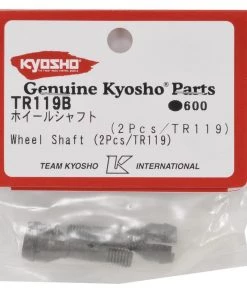 KYOSHO
Genuine Kyosho® Parts
TR119B ●600
ホイールシャフト
(2Pcs/TR119)
Wheel Shaft (2Pcs/TR119)
TEAM KYOSHO K INTERNATIONAL